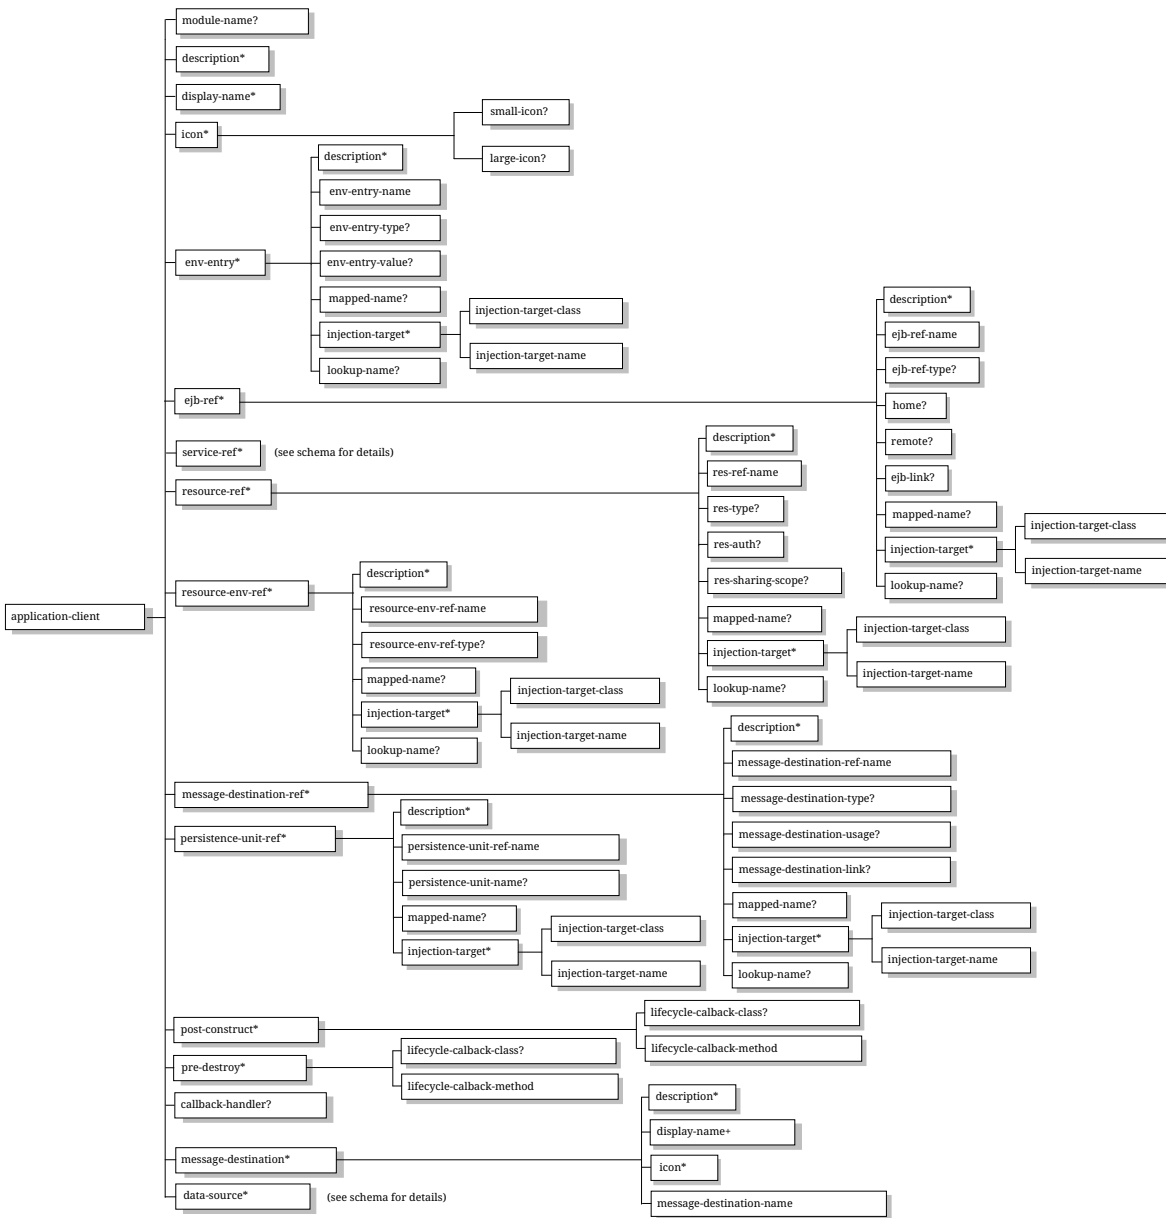 module-name?
description*
display-name*
icon*
small-icon?
large-icon?
env-entry*
description*
env-entry-name
env-entry-type?
env-entry-value?
mapped-name?
injection-target*
injection-target-class
injection-target-name
lookup-name?
ejb-ref*
description*
ejb-ref-name
ejb-ref-type?
home?
remote?
ejb-link?
mapped-name?
injection-target*
injection-target-class
injection-target-name
lookup-name?
service-ref* (see schema for details)
resource-ref*
description*
res-ref-name
res-type?
res-auth?
res-sharing-scope?
mapped-name?
injection-target*
injection-target-class
injection-target-name
lookup-name?
application-client
resource-env-ref*
description*
resource-env-ref-name
resource-env-ref-type?
mapped-name?
injection-target*
injection-target-class
injection-target-name
lookup-name?
message-destination-ref*
description*
message-destination-ref-name
message-destination-type?
message-destination-usage?
message-destination-link?
mapped-name?
injection-target*
injection-target-class
injection-target-name
lookup-name?
persistence-unit-ref*
description*
persistence-unit-ref-name
persistence-unit-name?
mapped-name?
injection-target*
injection-target-class
injection-target-name
post-construct*
lifecycle-calback-class?
lifecycle-calback-method
pre-destroy*
lifecycle-calback-class?
lifecycle-calback-method
callback-handler?
message-destination*
description*
display-name+
icon*
message-destination-name
data-source* (see schema for details)